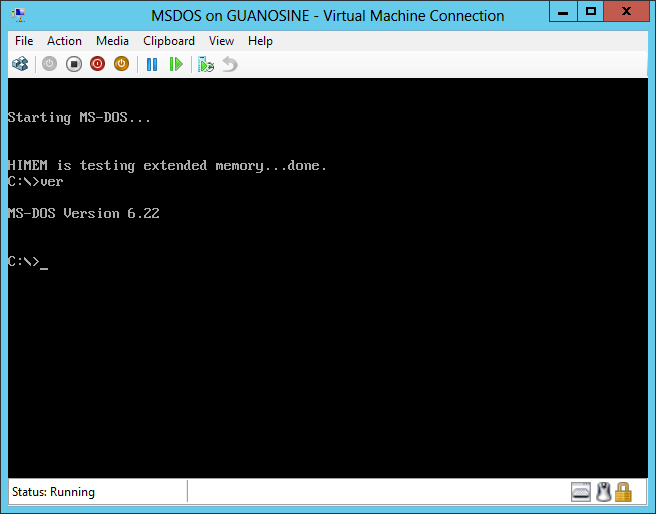 MSDOS on GUANOSINE - Virtual Machine Connection
File Action Media Clipboard View Help
Starting MS-DOS...
HIMEM is testing extended memory...done.
C:\>ver
MS-DOS Version 6.22
C:\>_
Status: Running